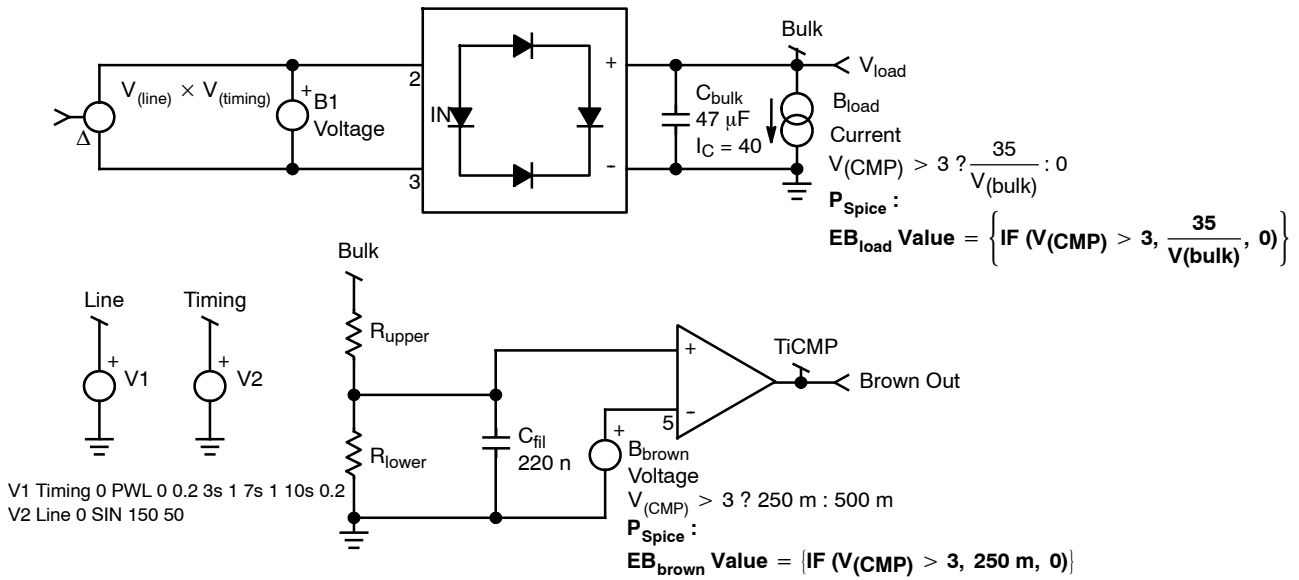 Bulk
V(line) × V(timing)
Δ
+
B1
Voltage
2
3
IN
+
-
Cbulk
47 µF
IC = 40
Vload
Bload
Current
V(CMP) > 3 ? 35 / V(bulk) : 0
PSpice :
EBload Value = {IF (V(CMP) > 3, 35 / V(bulk), 0)}
Line
+
V1
Timing
+
V2
V1 Timing 0 PWL 0 0.2 3s 1 7s 1 10s 0.2
V2 Line 0 SIN 150 50
Bulk
Rupper
Rlower
Cfil
220 n
+
-
5
+
Bbrown
Voltage
V(CMP) > 3 ? 250 m : 500 m
PSpice :
EBbrown Value = {IF (V(CMP) > 3, 250 m, 0)}
TiCMP
Brown Out